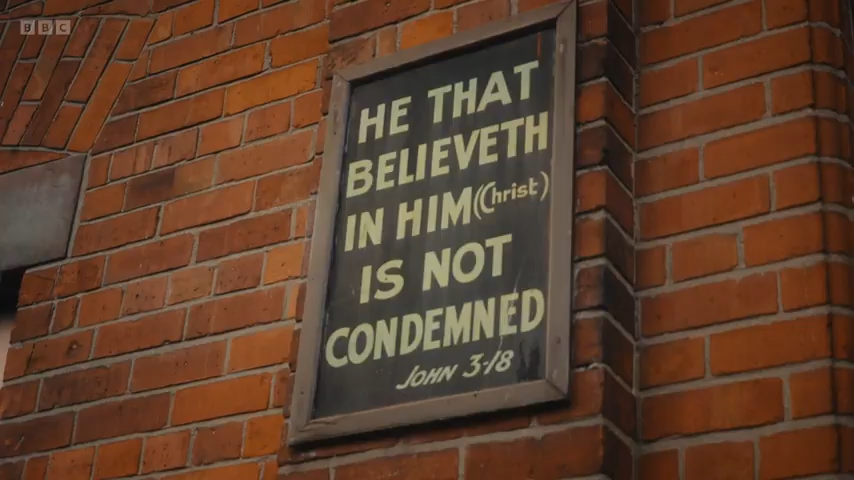 BBC
HE THAT
BELIEVETH
IN HIM (Christ)
IS NOT
CONDEMNED
JOHN 3-18